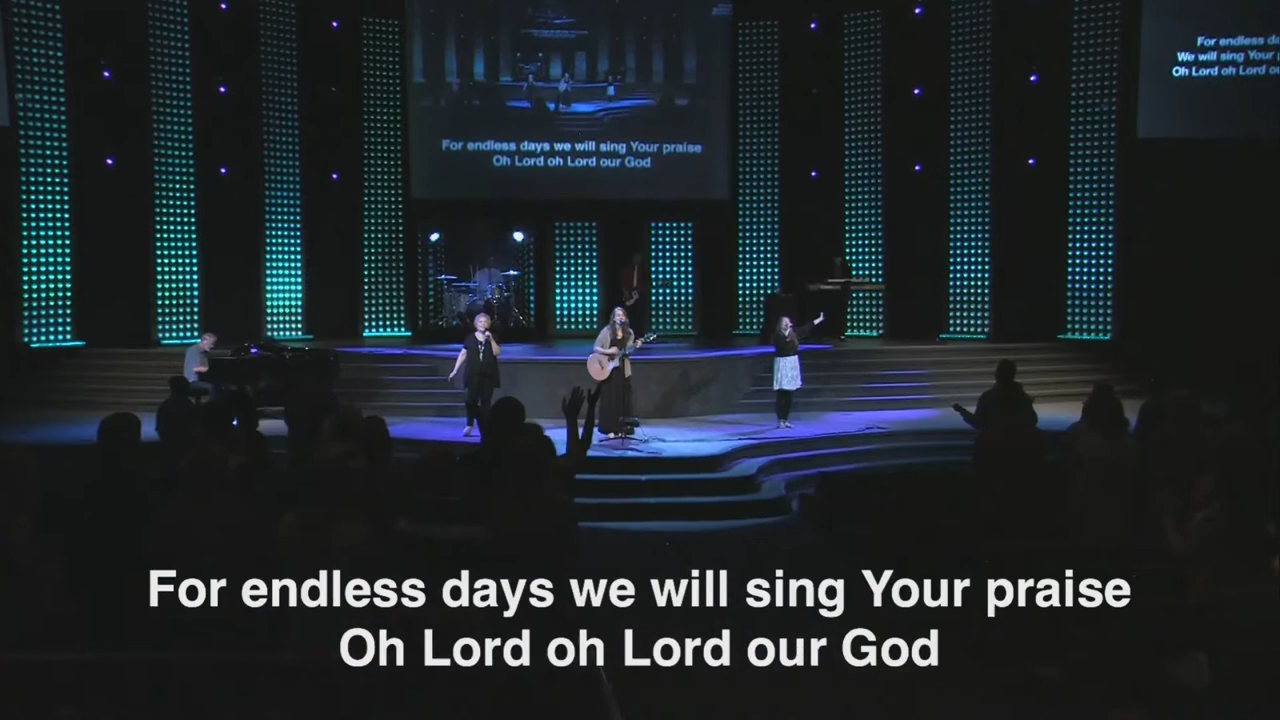 For endless days we will sing Your praise
Oh Lord oh Lord our God
For endless
We will sing Your
Oh Lord oh Lord
For endless days we will sing Your praise
Oh Lord oh Lord our God